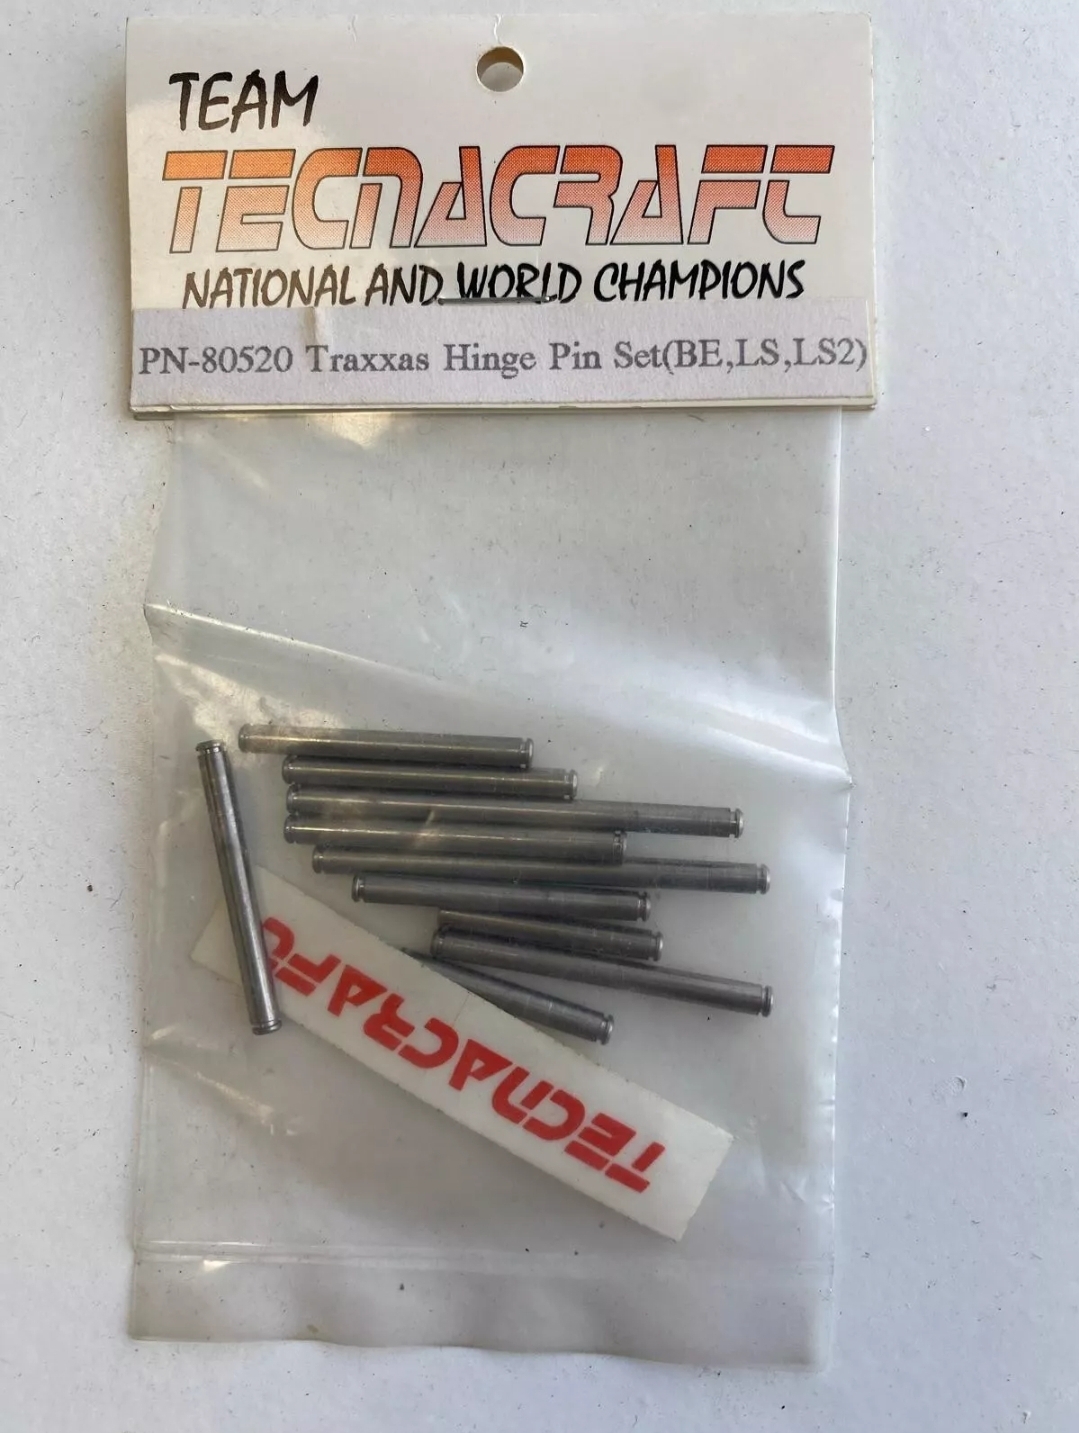 TEAM
TECNACRAFT
NATIONAL AND WORLD CHAMPIONS
PN-80520 Traxxas Hinge Pin Set(BE,LS,LS2)
TECNACRAFT